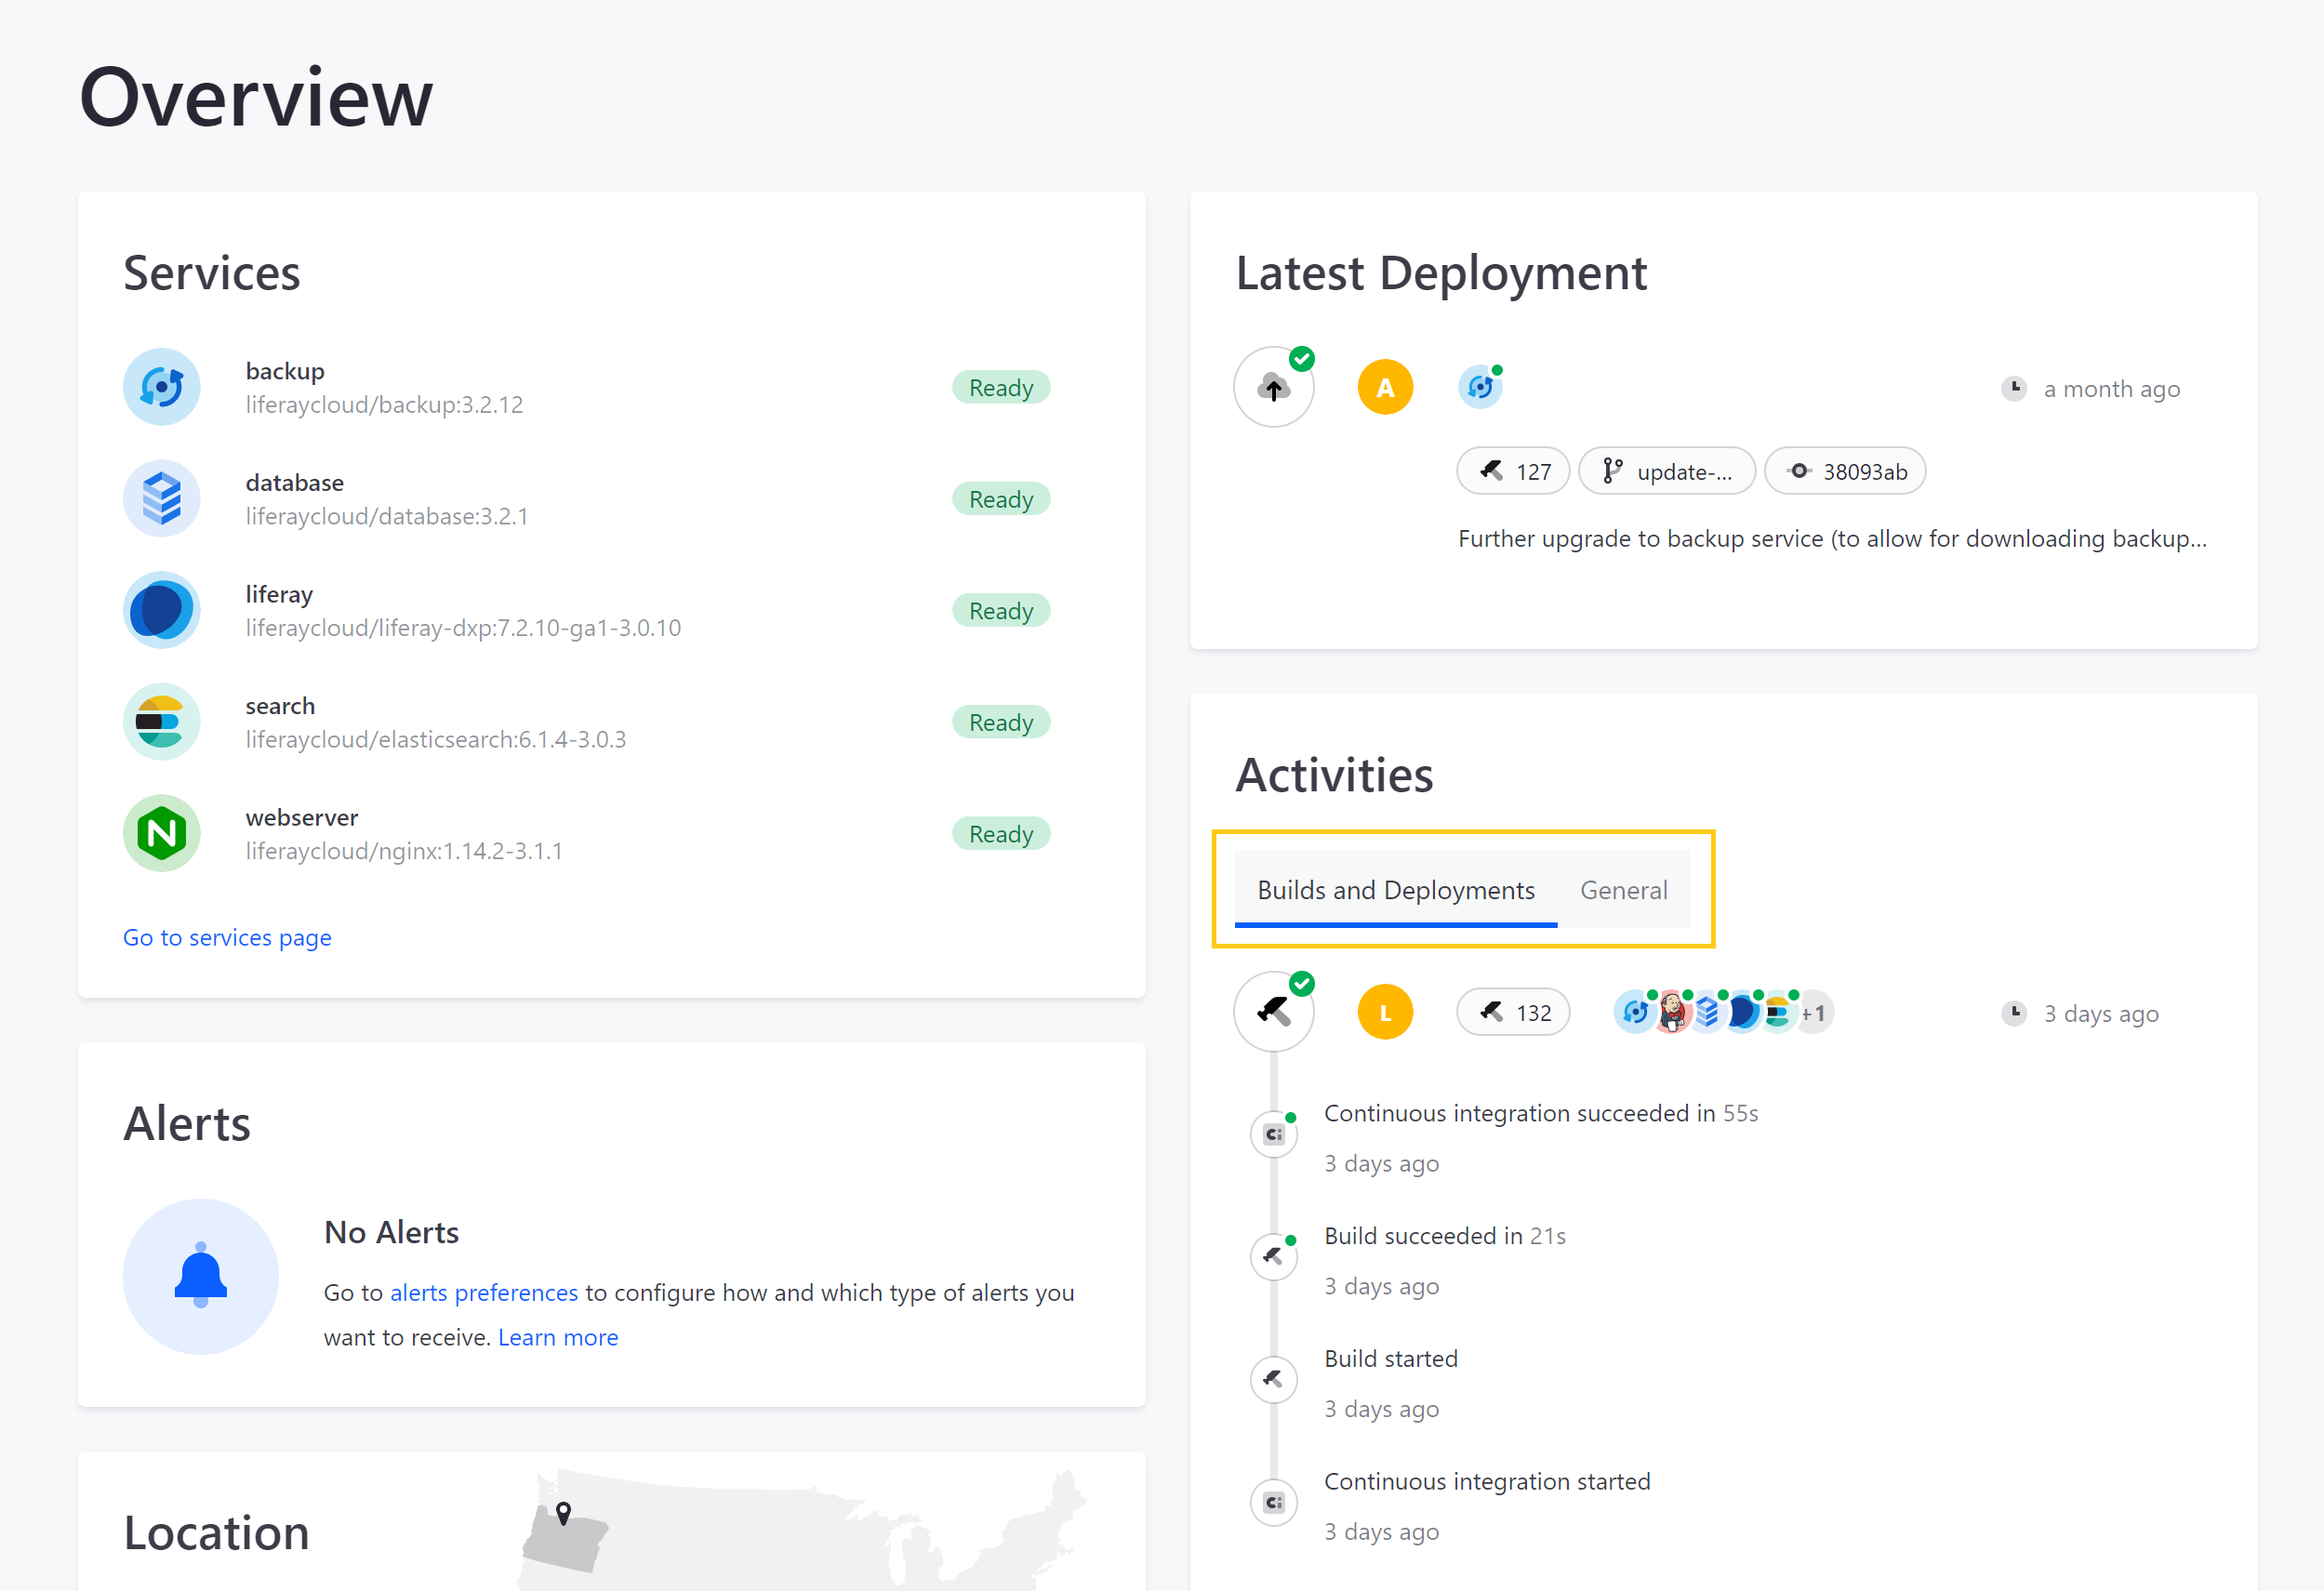 Overview
Services
backup
liferaycloud/backup:3.2.12
Ready
database
liferaycloud/database:3.2.1
Ready
liferay
liferaycloud/liferay-dxp:7.2.10-ga1-3.0.10
Ready
search
liferaycloud/elasticsearch:6.1.4-3.0.3
Ready
webserver
liferaycloud/nginx:1.14.2-3.1.1
Ready
Go to services page
Alerts
No Alerts
Go to alerts preferences to configure how and which type of alerts you
want to receive. Learn more
Location
Latest Deployment
A
a month ago
127 update-... 38093ab
Further upgrade to backup service (to allow for downloading backup...
Activities
Builds and Deployments General
L 132 +1 3 days ago
Ci
Continuous integration succeeded in 55s
3 days ago
Build succeeded in 21s
3 days ago
Build started
3 days ago
Ci
Continuous integration started
3 days ago